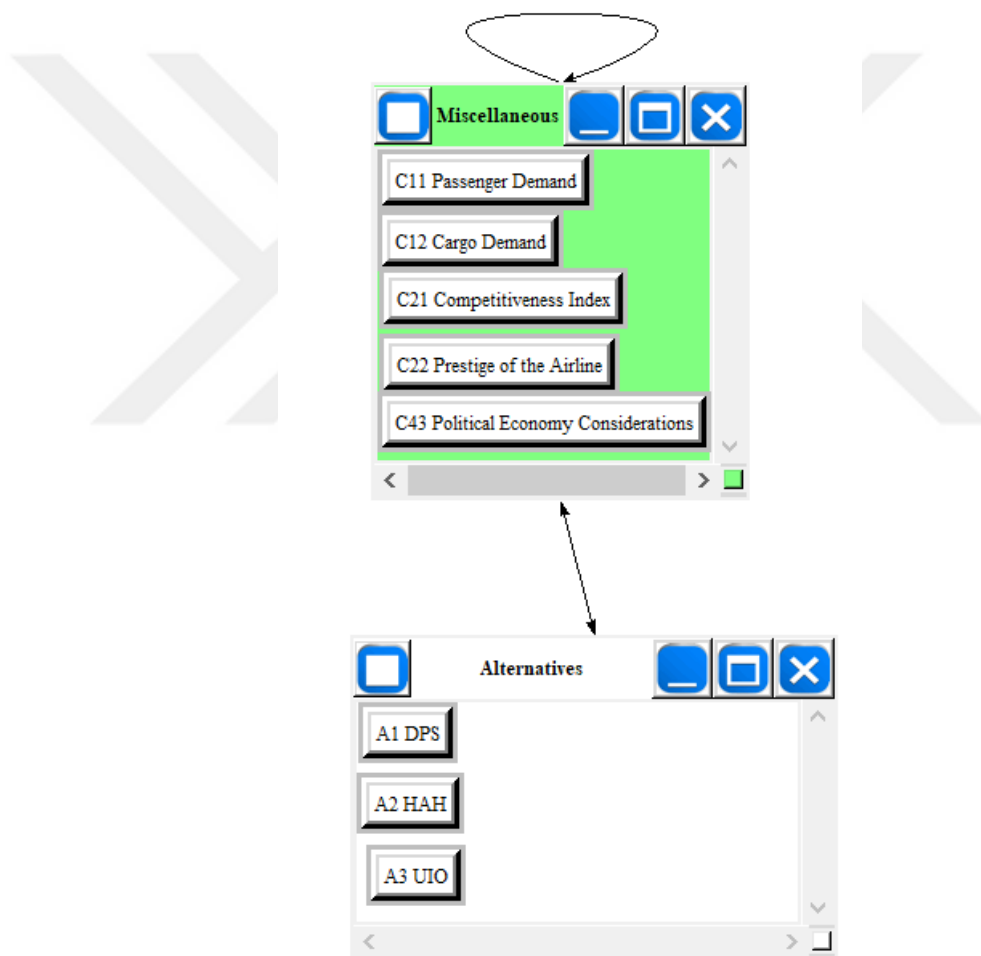 Miscellaneous
C11 Passenger Demand
C12 Cargo Demand
C21 Competitiveness Index
C22 Prestige of the Airline
C43 Political Economy Considerations
Alternatives
A1 DPS
A2 HAH
A3 UIO